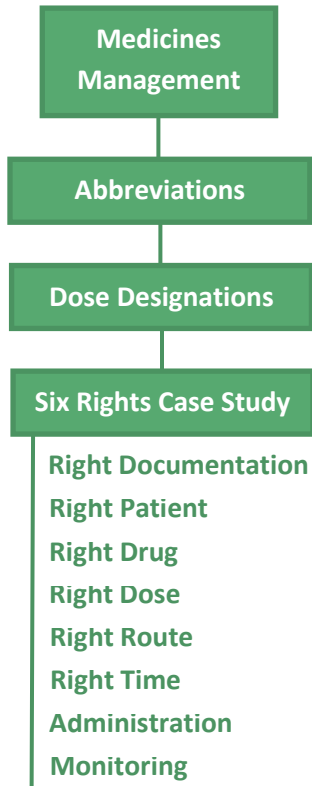 Medicines
Management
Abbreviations
Dose Designations
Six Rights Case Study
Right Documentation
Right Patient
Right Drug
Right Dose
Right Route
Right Time
Administration
Monitoring